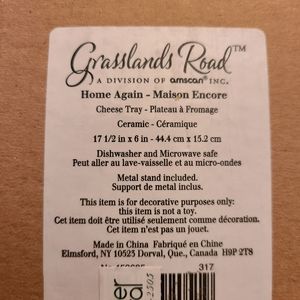 Grasslands Road™
A DIVISION OF amscan® INC.
Home Again - Maison Encore
Cheese Tray - Plateau à Fromage
Ceramic - Céramique
17 1/2 in x 6 in - 44.4 cm x 15.2 cm
Dishwasher and Microwave safe
Peut aller au lave-vaisselle et au micro-ondes
Metal stand included.
Support de metal inclus.
This item is for decorative purposes only:
this item is not a toy.
Cet item doit être utilisé seulement comme décoration.
Cet item n'est pas un jouet.
Made in China Fabriqué en Chine
Elmsford, NY 10523 Dorval, Que., Canada H9P 2T8
317